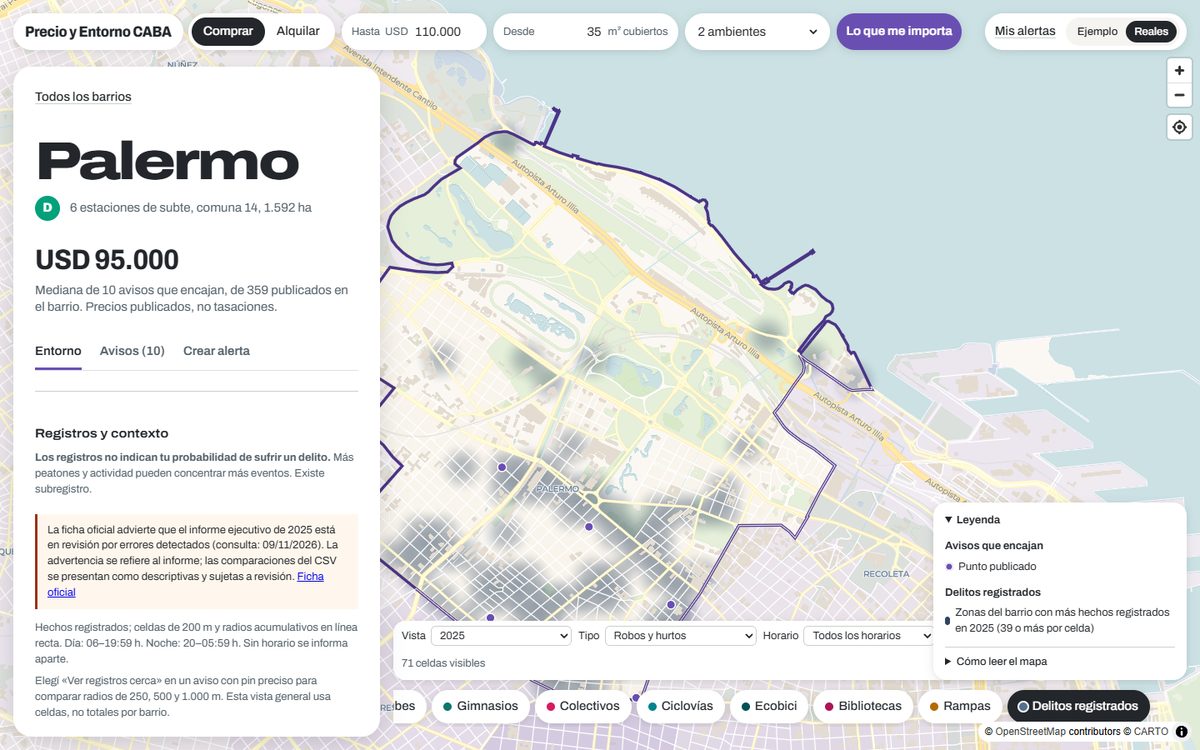 Precio y Entorno CABA
Comprar
Alquilar
Hasta USD 110.000
Desde 35 m² cubiertos
2 ambientes
Lo que me importa
Mis alertas
Ejemplo
Reales
NÚÑEZ
Todos los barrios
Palermo
D
6 estaciones de subte, comuna 14, 1.592 ha
USD 95.000
Mediana de 10 avisos que encajan, de 359 publicados en
el barrio. Precios publicados, no tasaciones.
Entorno
Avisos (10)
Crear alerta
Registros y contexto
Los registros no indican tu probabilidad de sufrir un delito. Más
peatones y actividad pueden concentrar más eventos. Existe
subregistro.
La ficha oficial advierte que el informe ejecutivo de 2025 está
en revisión por errores detectados (consulta: 09/11/2026). La
advertencia se refiere al informe; las comparaciones del CSV
se presentan como descriptivas y sujetas a revisión. Ficha
oficial
Hechos registrados; celdas de 200 m y radios acumulativos en línea
recta. Día: 06–19:59 h. Noche: 20–05:59 h. Sin horario se informa
aparte.
Elegí «Ver registros cerca» en un aviso con pin preciso para
comparar radios de 250, 500 y 1.000 m. Esta vista general usa
celdas, no totales por barrio.
Avenida Intendente Cantilo
Autopista Arturo Illia
Autopista Arturo Illia
Autopista Arturo Illia
Autopista
PALERMO
RECOLETA
+
−
Leyenda
Avisos que encajan
Punto publicado
Delitos registrados
Zonas del barrio con más hechos registrados
en 2025 (39 o más por celda)
Cómo leer el mapa
Vista 2025
Tipo Robos y hurtos
Horario Todos los horarios
71 celdas visibles
bes
Gimnasios
Colectivos
Ciclovías
Ecobici
Bibliotecas
Rampas
Delitos registrados
© OpenStreetMap contributors © CARTO